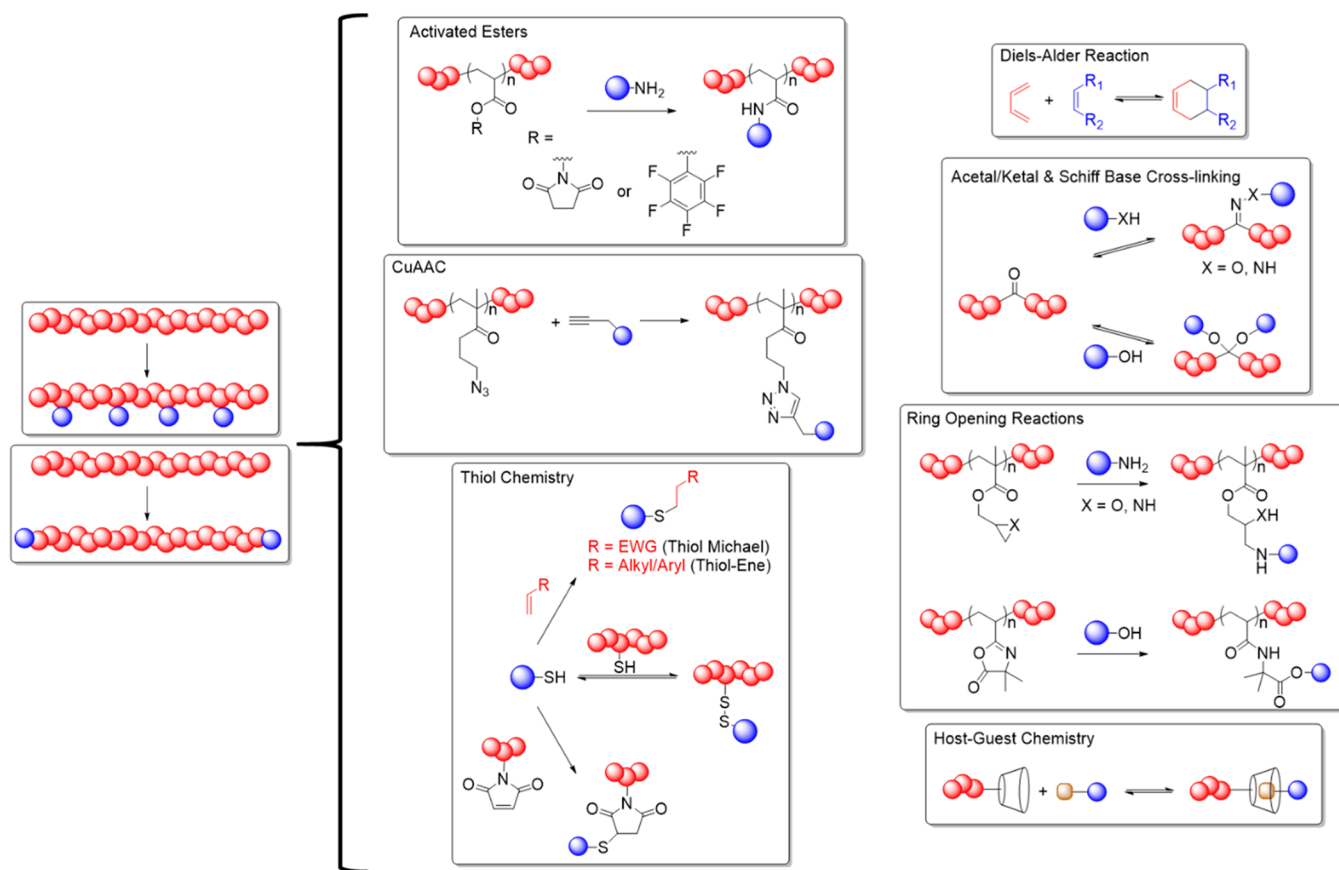 Activated Esters
n
O
O
R
NH2
R =
n
HN
O
O
N
O
or
F
F
F
F
F
CuAAC
n
O
N3
+
n
O
N
N
N
Thiol Chemistry
R
S
R = EWG (Thiol Michael)
R = Alkyl/Aryl (Thiol-Ene)
R
SH
SH
S
S
O
N
O
N
O
O
S
Diels-Alder Reaction
+
R1
R2
R1
R2
Acetal/Ketal & Schiff Base Cross-linking
XH
N
X
X = O, NH
O
OH
O
O
Ring Opening Reactions
n
O
O
X
NH2
X = O, NH
n
O
O
XH
N
H
n
O
N
O
OH
n
O
NH
O
O
Host-Guest Chemistry
+